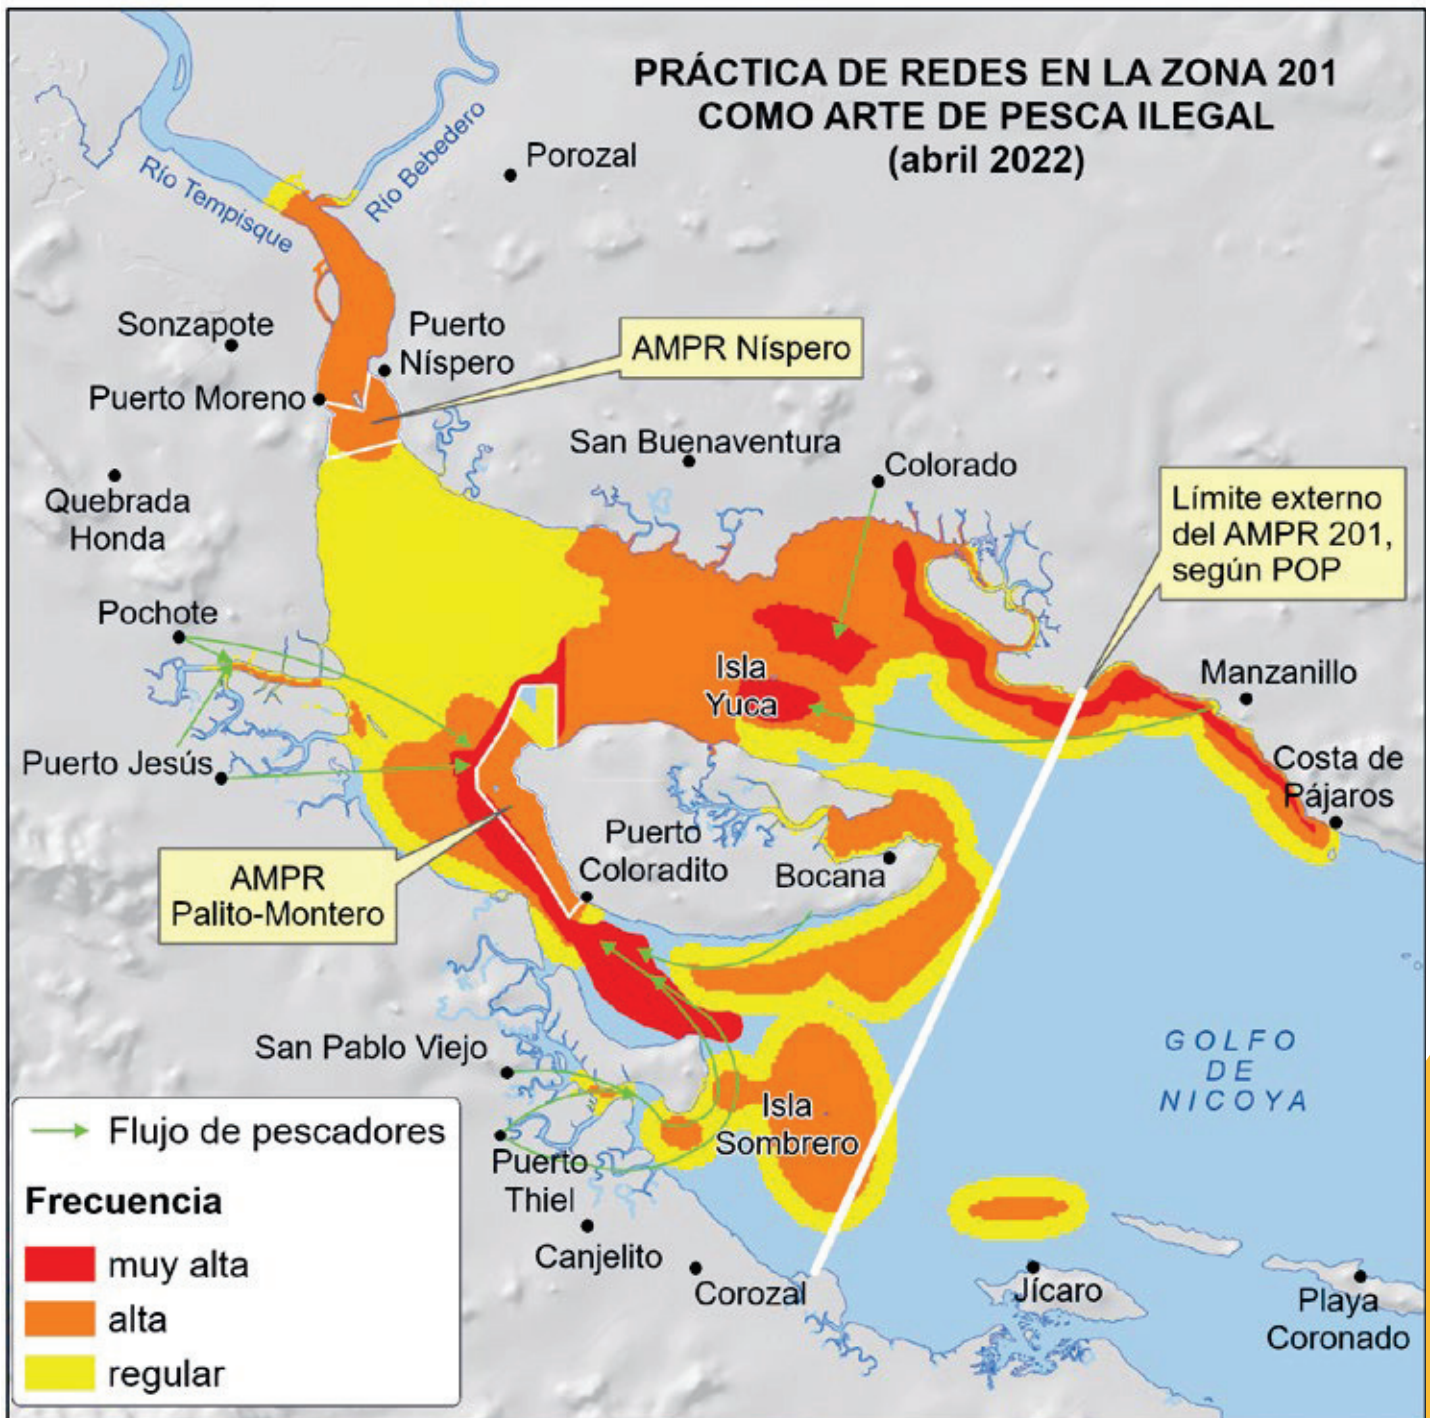 PRÁCTICA DE REDES EN LA ZONA 201
COMO ARTE DE PESCA ILEGAL
(abril 2022)
Río Tempisque
Río Bebedero
Porozal
Sonzapote
Puerto
Níspero
AMPR Níspero
Puerto Moreno
San Buenaventura
Colorado
Quebrada
Honda
Límite externo
del AMPR 201,
según POP
Pochote
Isla
Yuca
Manzanillo
Puerto Jesús
Costa de
Pájaros
Puerto
Coloradito
Bocana
AMPR
Palito-Montero
San Pablo Viejo
GOLFO
DE
NICOYA
Isla
Sombrero
Puerto
Thiel
Canjelito
Corozal
Jícaro
Playa
Coronado
Flujo de pescadores
Frecuencia
muy alta
alta
regular